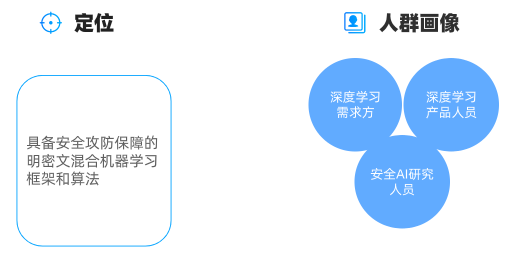 定位
具备安全攻防保障的
明密文混合机器学习
框架和算法
人群画像
深度学习
需求方
深度学习
产品人员
安全AI研究
人员